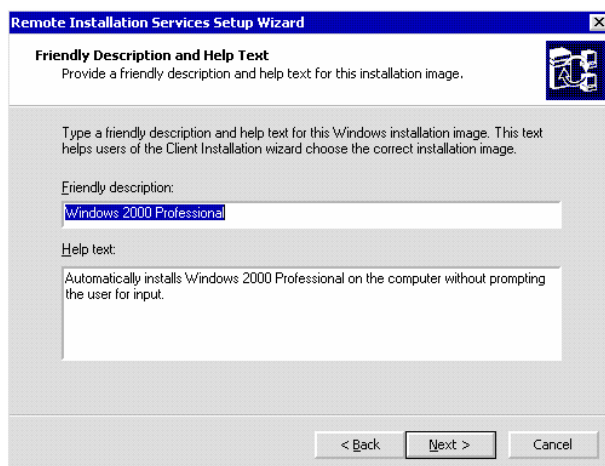 Remote Installation Services Setup Wizard
Friendly Description and Help Text
Provide a friendly description and help text for this installation image.
Type a friendly description and help text for this Windows installation image. This text
helps users of the Client Installation wizard choose the correct installation image.
Friendly description:
Windows 2000 Professional
Help text:
Automatically installs Windows 2000 Professional on the computer without prompting
the user for input.
< Back Next > Cancel